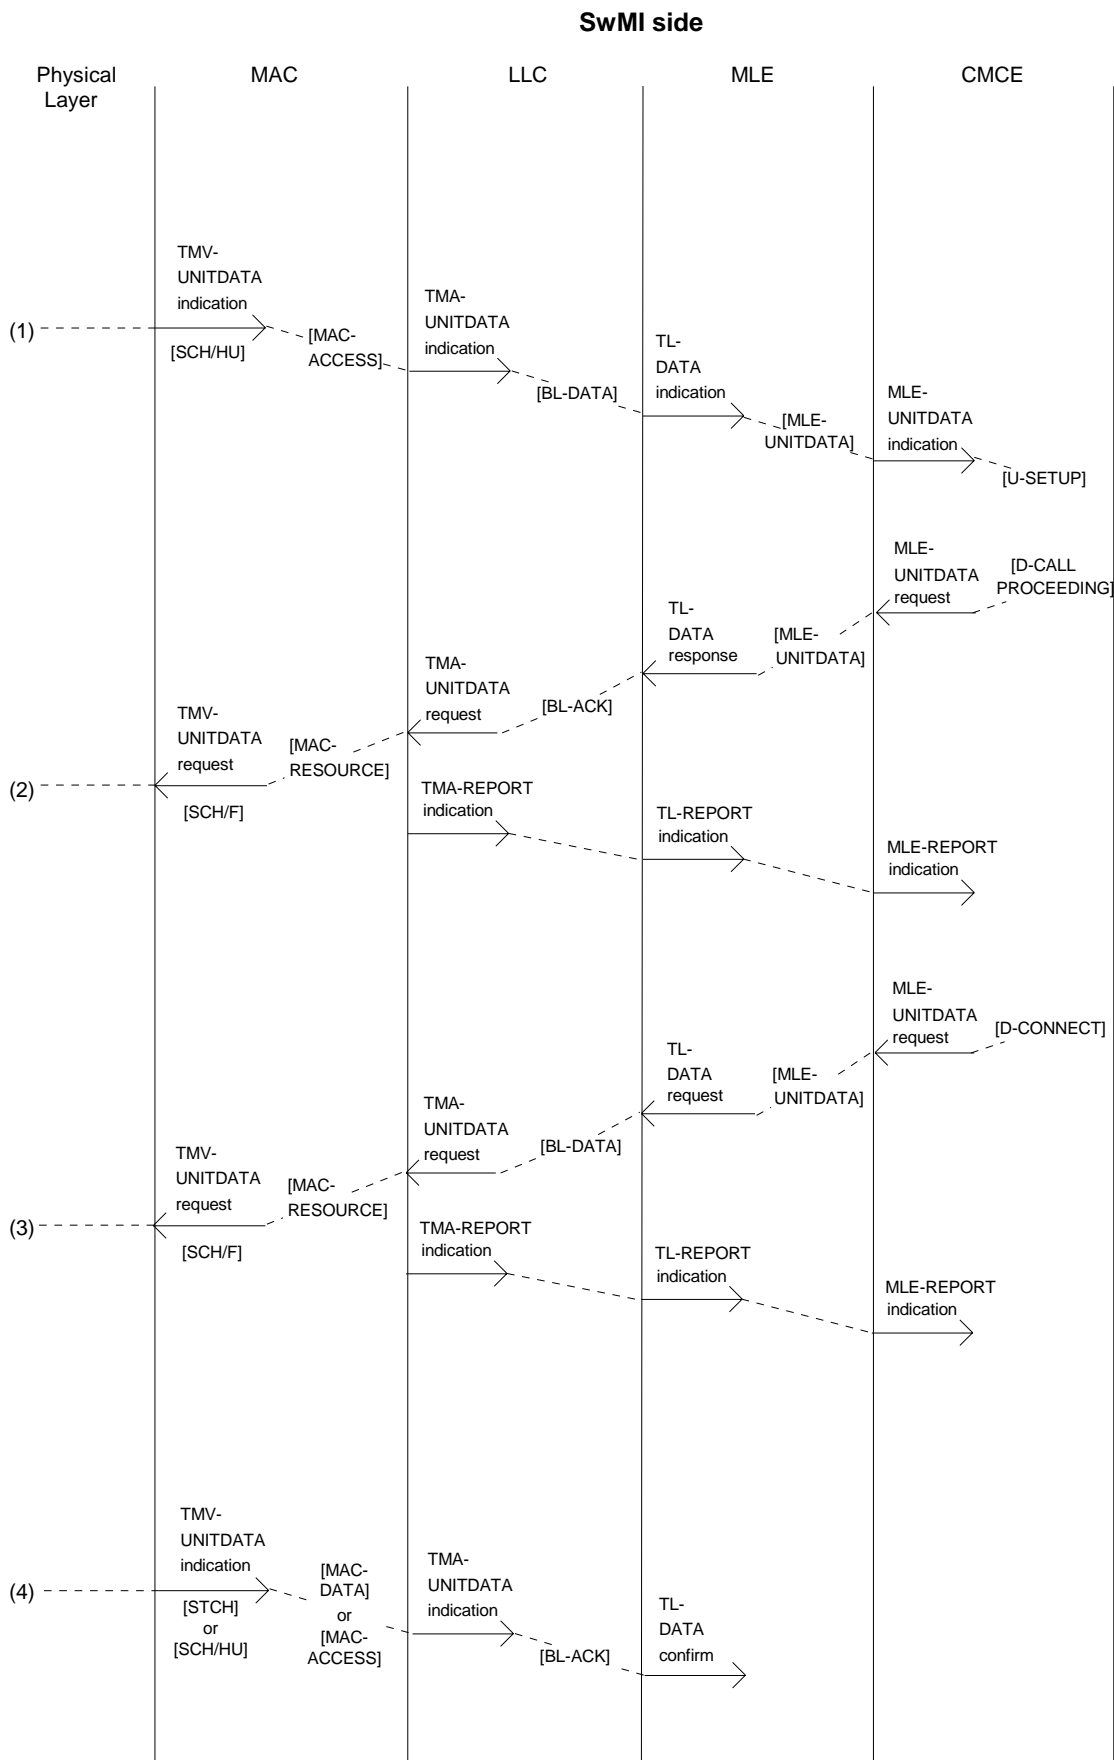 SwMI side
Physical
Layer
MAC
LLC
MLE
CMCE
TMV-
UNITDATA
indication
(1)
[SCH/HU]
[MAC-
ACCESS]
TMA-
UNITDATA
indication
[BL-DATA]
TL-
DATA
indication
[MLE-
UNITDATA]
MLE-
UNITDATA
indication
[U-SETUP]
MLE-
UNITDATA
request
[D-CALL
PROCEEDING]
TL-
DATA
response
[MLE-
UNITDATA]
TMA-
UNITDATA
request
[BL-ACK]
TMV-
UNITDATA
request
[MAC-
RESOURCE]
(2)
[SCH/F]
TMA-REPORT
indication
TL-REPORT
indication
MLE-REPORT
indication
MLE-
UNITDATA
request
[D-CONNECT]
TL-
DATA
request
[MLE-
UNITDATA]
TMA-
UNITDATA
request
[BL-DATA]
TMV-
UNITDATA
request
[MAC-
RESOURCE]
(3)
[SCH/F]
TMA-REPORT
indication
TL-REPORT
indication
MLE-REPORT
indication
TMV-
UNITDATA
indication
(4)
[STCH]
or
[SCH/HU]
[MAC-
DATA]
or
[MAC-
ACCESS]
TMA-
UNITDATA
indication
[BL-ACK]
TL-
DATA
confirm